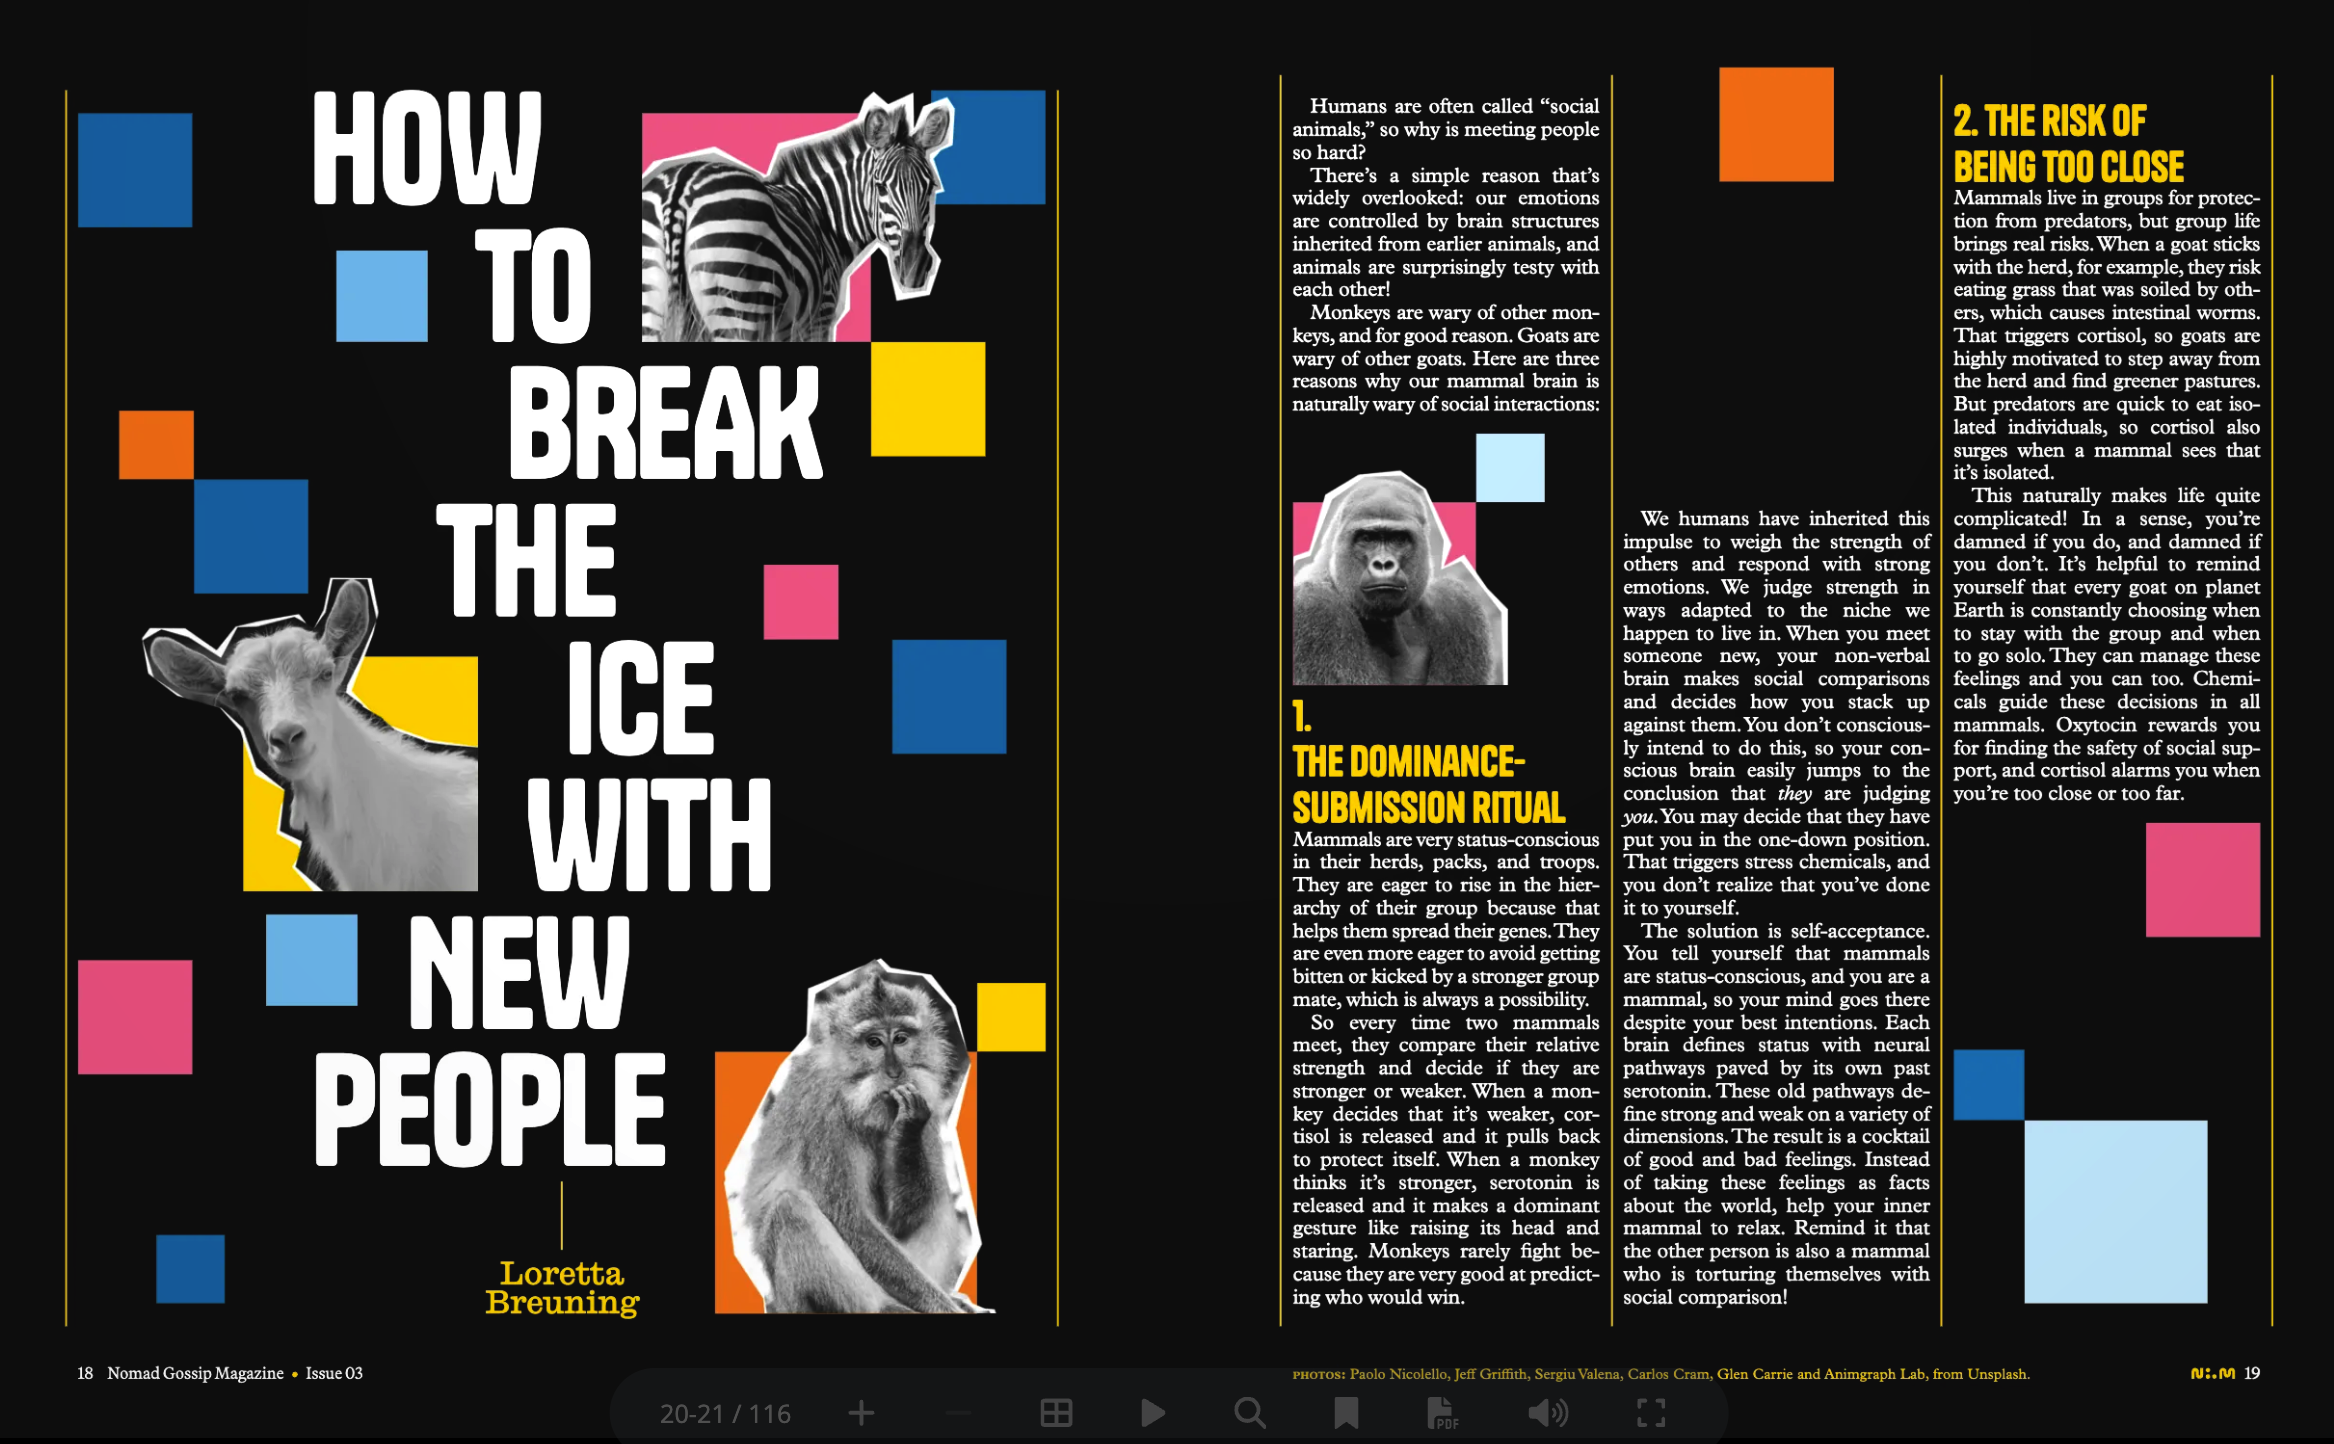 HOW
TO
BREAK
THE
ICE
WITH
NEW
PEOPLE
Loretta
Breuning
18 Nomad Gossip Magazine • Issue 03
Humans are often called “social
animals,” so why is meeting people
so hard?
There’s a simple reason that’s
widely overlooked: our emotions
are controlled by brain structures
inherited from earlier animals, and
animals are surprisingly testy with
each other!
Monkeys are wary of other mon-
keys, and for good reason. Goats are
wary of other goats. Here are three
reasons why our mammal brain is
naturally wary of social interactions:
1.
THE DOMINANCE-
SUBMISSION RITUAL
Mammals are very status-conscious
in their herds, packs, and troops.
They are eager to rise in the hier-
archy of their group because that
helps them spread their genes. They
are even more eager to avoid getting
bitten or kicked by a stronger group
mate, which is always a possibility.
So every time two mammals
meet, they compare their relative
strength and decide if they are
stronger or weaker. When a mon-
key decides that it’s weaker, cor-
tisol is released and it pulls back
to protect itself. When a monkey
thinks it’s stronger, serotonin is
released and it makes a dominant
gesture like raising its head and
staring. Monkeys rarely fight be-
cause they are very good at predict-
ing who would win.
We humans have inherited this
impulse to weigh the strength of
others and respond with strong
emotions. We judge strength in
ways adapted to the niche we
happen to live in. When you meet
someone new, your non-verbal
brain makes social comparisons
and decides how you stack up
against them. You don’t conscious-
ly intend to do this, so your con-
scious brain easily jumps to the
conclusion that they are judging
you. You may decide that they have
put you in the one-down position.
That triggers stress chemicals, and
you don’t realize that you’ve done
it to yourself.
The solution is self-acceptance.
You tell yourself that mammals
are status-conscious, and you are a
mammal, so your mind goes there
despite your best intentions. Each
brain defines status with neural
pathways paved by its own past
serotonin. These old pathways de-
fine strong and weak on a variety of
dimensions. The result is a cocktail
of good and bad feelings. Instead
of taking these feelings as facts
about the world, help your inner
mammal to relax. Remind it that
the other person is also a mammal
who is torturing themselves with
social comparison!
2. THE RISK OF
BEING TOO CLOSE
Mammals live in groups for protec-
tion from predators, but group life
brings real risks. When a goat sticks
with the herd, for example, they risk
eating grass that was soiled by oth-
ers, which causes intestinal worms.
That triggers cortisol, so goats are
highly motivated to step away from
the herd and find greener pastures.
But predators are quick to eat iso-
lated individuals, so cortisol also
surges when a mammal sees that
it’s isolated.
This naturally makes life quite
complicated! In a sense, you’re
damned if you do, and damned if
you don’t. It’s helpful to remind
yourself that every goat on planet
Earth is constantly choosing when
to stay with the group and when
to go solo. They can manage these
feelings and you can too. Chemi-
cals guide these decisions in all
mammals. Oxytocin rewards you
for finding the safety of social sup-
port, and cortisol alarms you when
you’re too close or too far.
PHOTOS: Paolo Nicolello, Jeff Griffith, Sergiu Valena, Carlos Cram, Glen Carrie and Animgraph Lab, from Unsplash.
N:.M 19
20-21 / 116
PDF